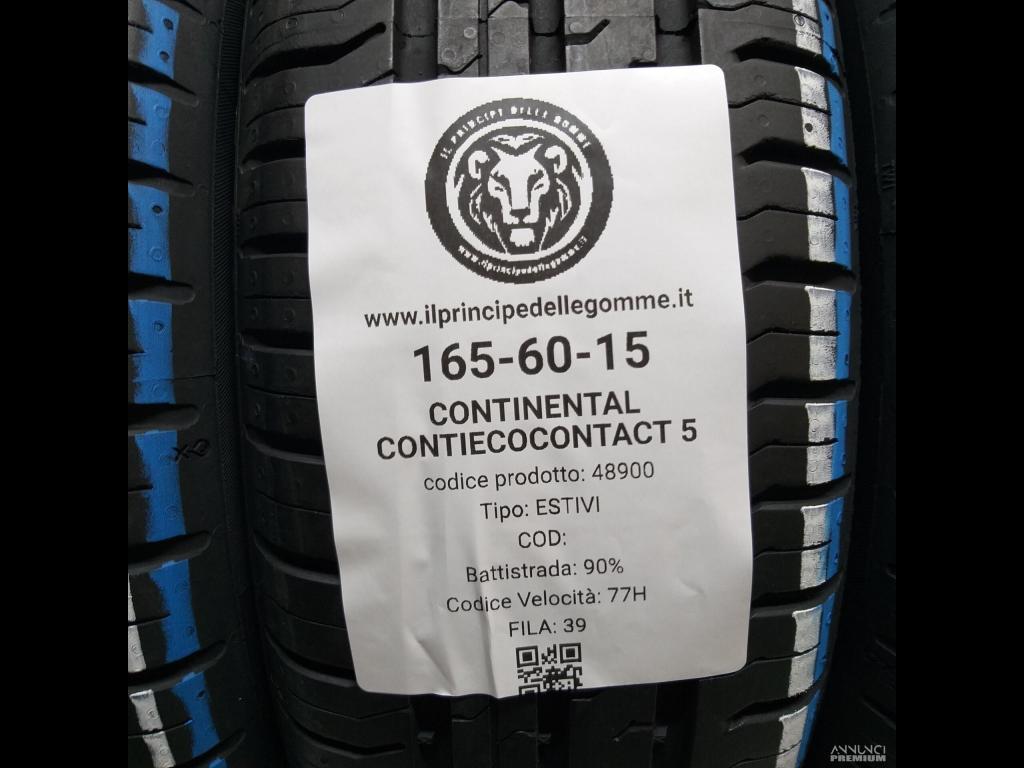 IL PRINCIPE DELLE GOMME
www.ilprincipedellegomme.it
www.ilprincipedellegomme.it
165-60-15
CONTINENTAL
CONTIECOCONTACT 5
codice prodotto: 48900
Tipo: ESTIVI
COD:
Battistrada: 90%
Codice Velocità: 77H
FILA: 39
ANNUNCI
PREMIUM